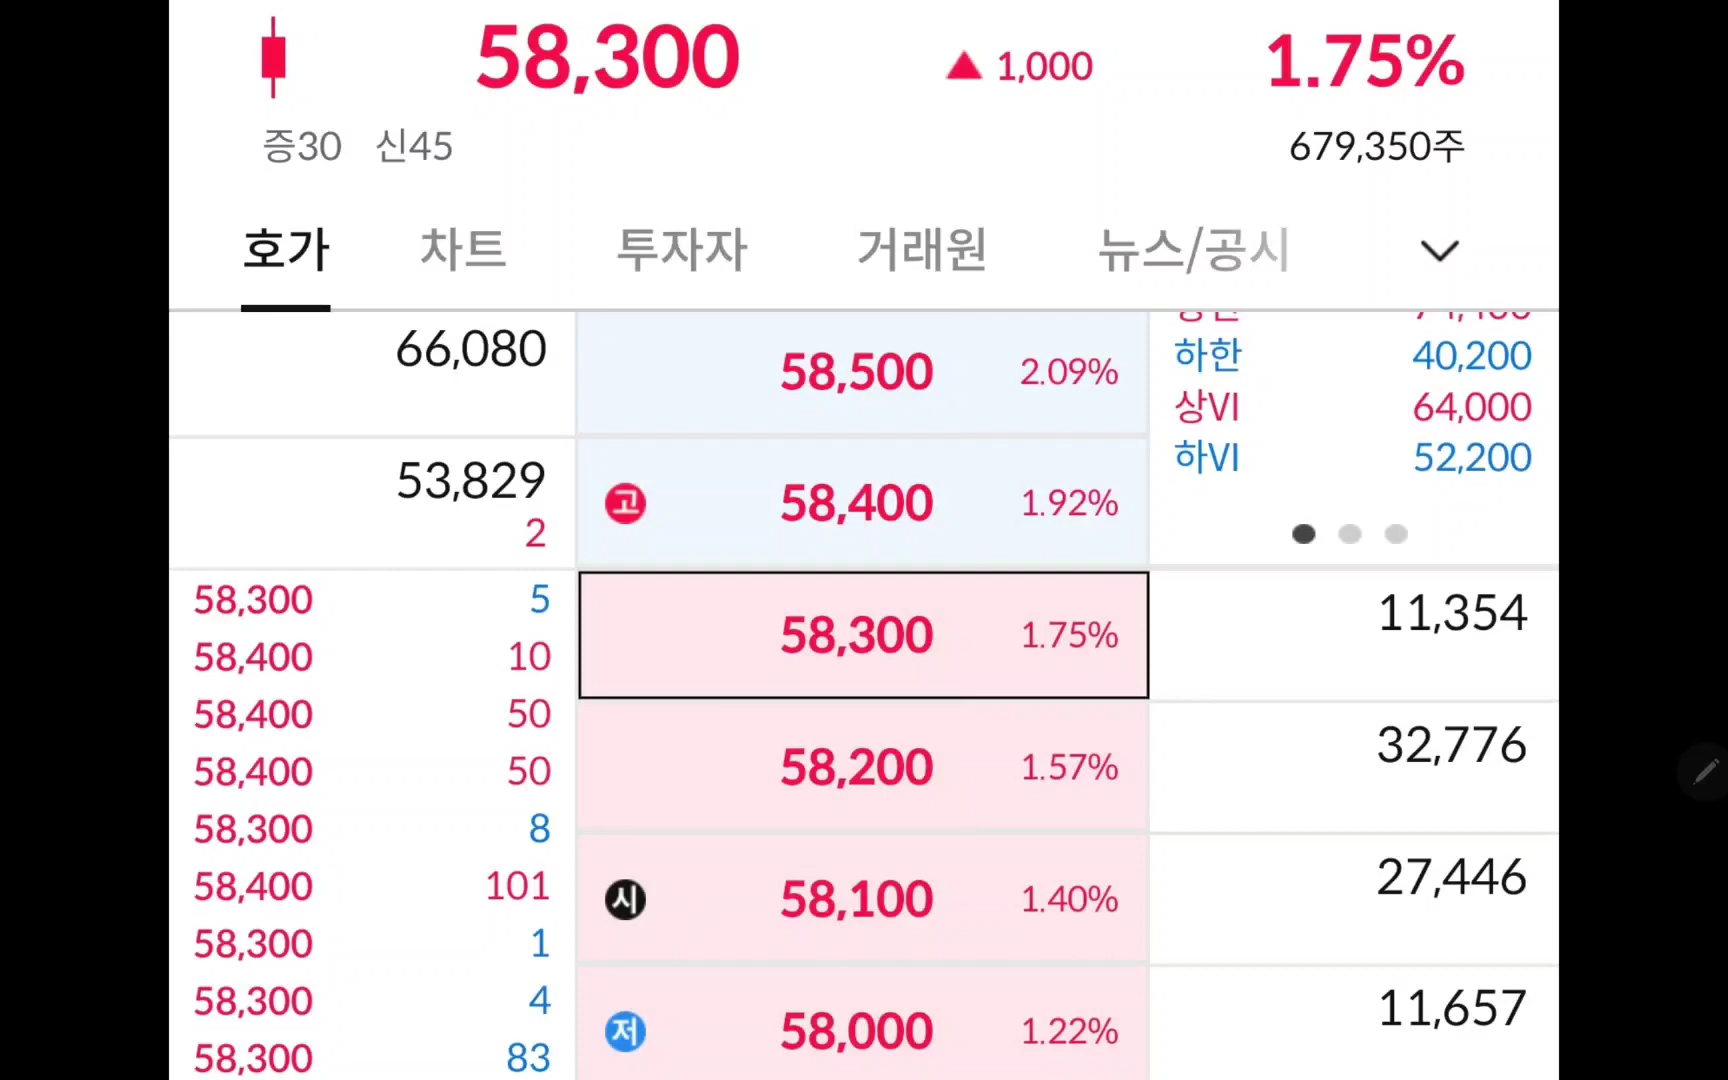 58,300 ▲ 1,000 1.75%
증30 신45 679,350주
호가 차트 투자자 거래원 뉴스/공시
66,080 58,500 2.09%
하한 40,200
상VI 64,000
하VI 52,200
53,829 고 58,400 1.92%
2
58,300 5
58,400 10
58,400 50
58,400 50
58,300 8
58,400 101
58,300 1
58,300 4
58,300 83
58,300 1.75% 11,354
58,200 1.57% 32,776
시 58,100 1.40% 27,446
저 58,000 1.22% 11,657